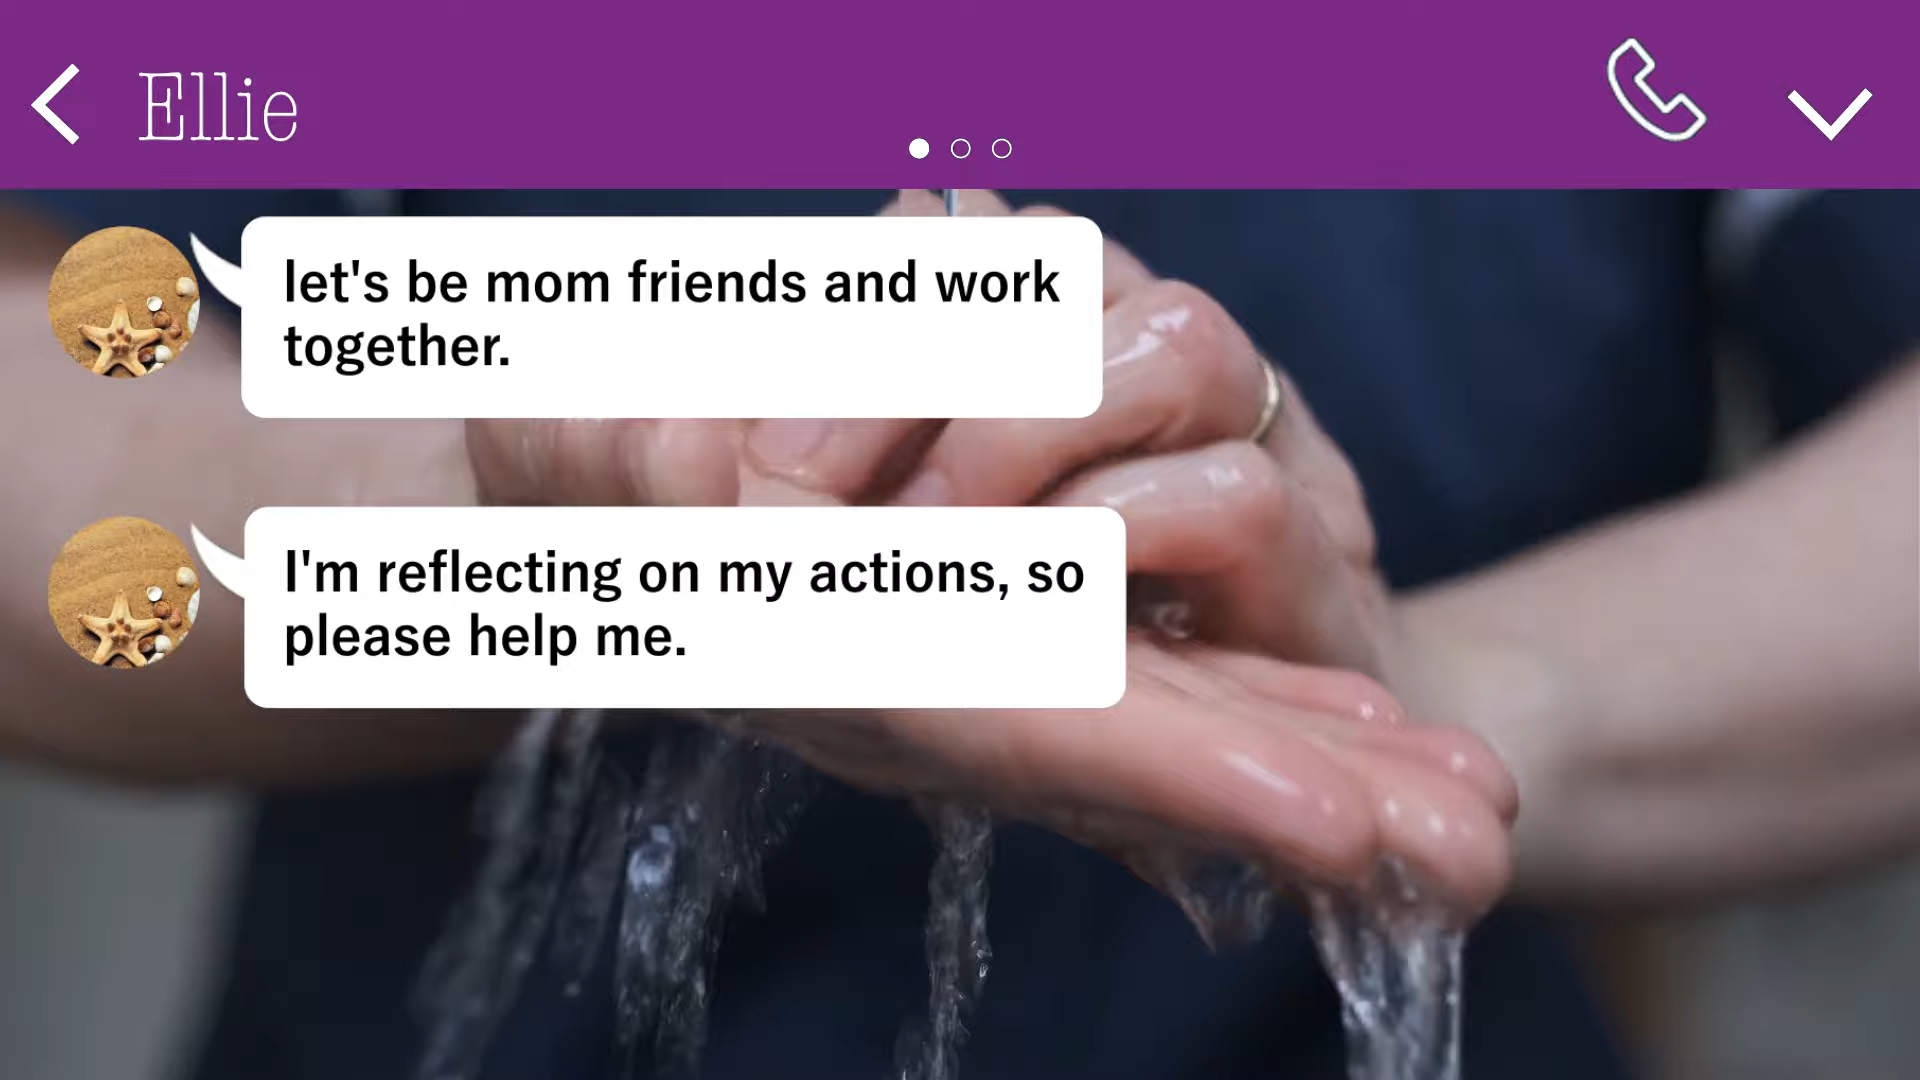 Ellie
let's be mom friends and work
together.
I'm reflecting on my actions, so
please help me.